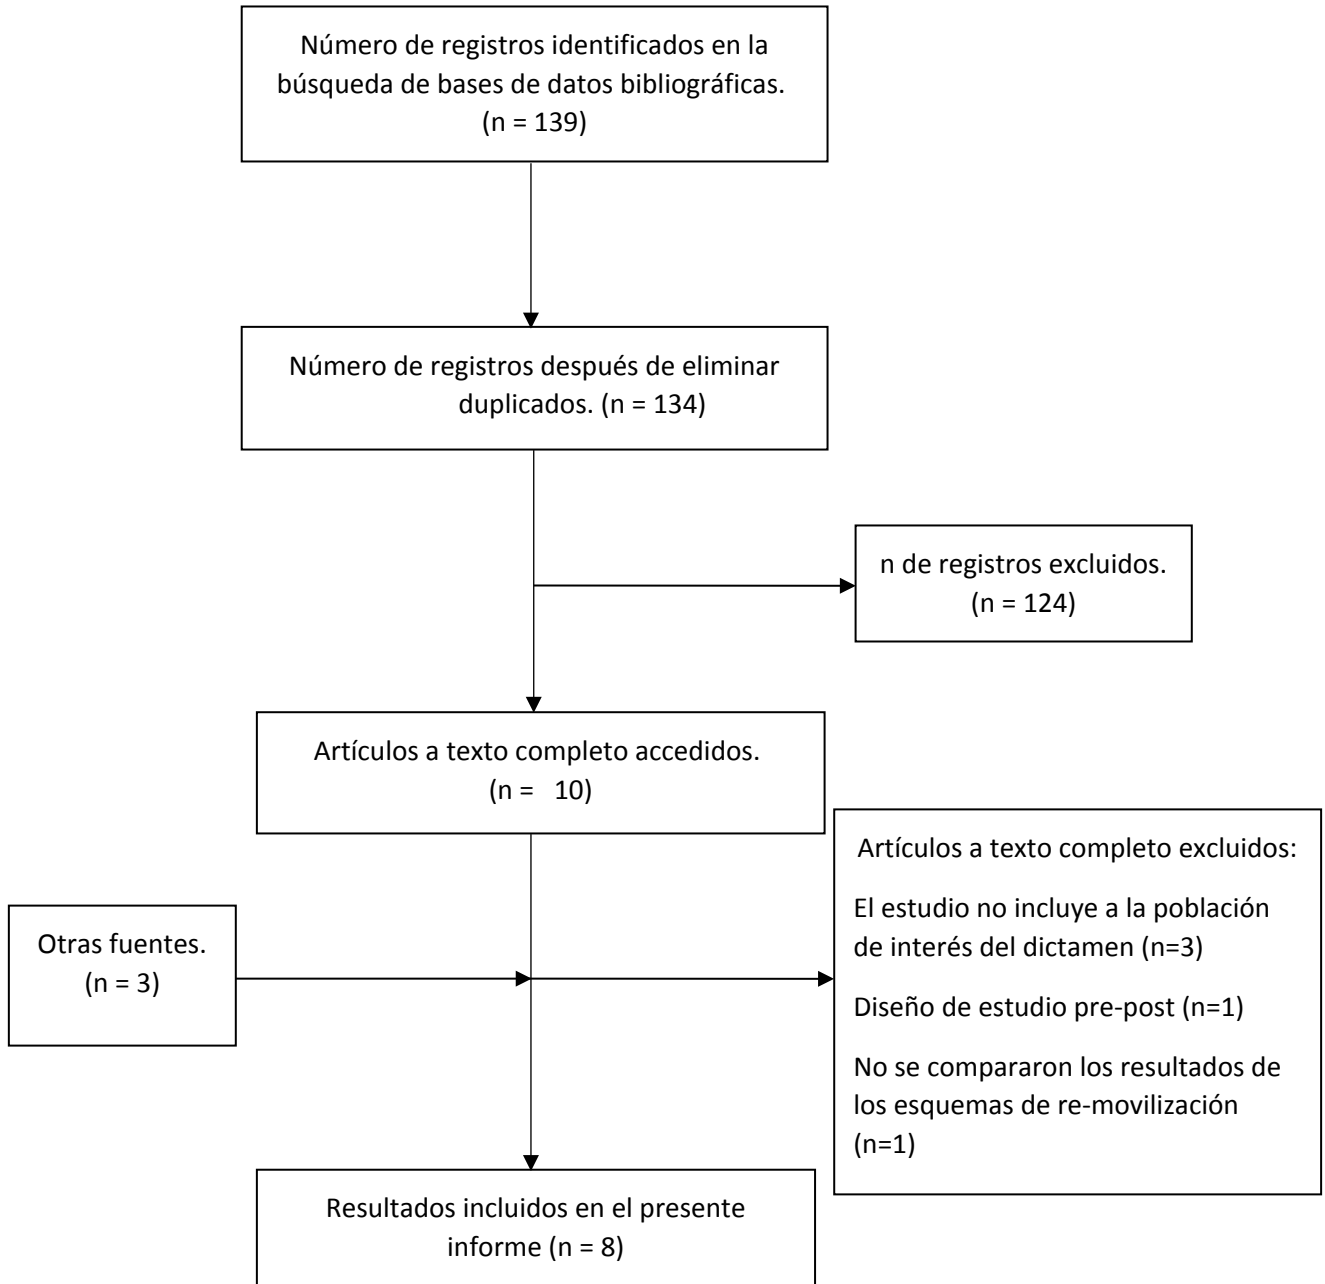 Número de registros identificados en la
búsqueda de bases de datos bibliográficas.
(n = 139)
Número de registros después de eliminar
duplicados. (n = 134)
n de registros excluidos.
(n = 124)
Artículos a texto completo accedidos.
(n =   10)
Artículos a texto completo excluidos:
El estudio no incluye a la población
de interés del dictamen (n=3)
Diseño de estudio pre-post (n=1)
No se compararon los resultados de
los esquemas de re-movilización
(n=1)
Otras fuentes.
(n = 3)
Resultados incluidos en el presente
informe (n = 8)